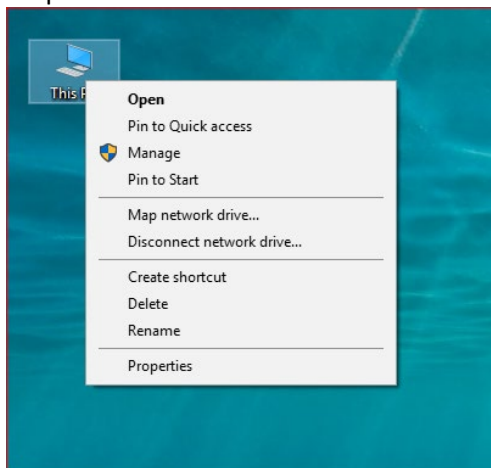 This P
Open
Pin to Quick access
Manage
Pin to Start
Map network drive...
Disconnect network drive...
Create shortcut
Delete
Rename
Properties